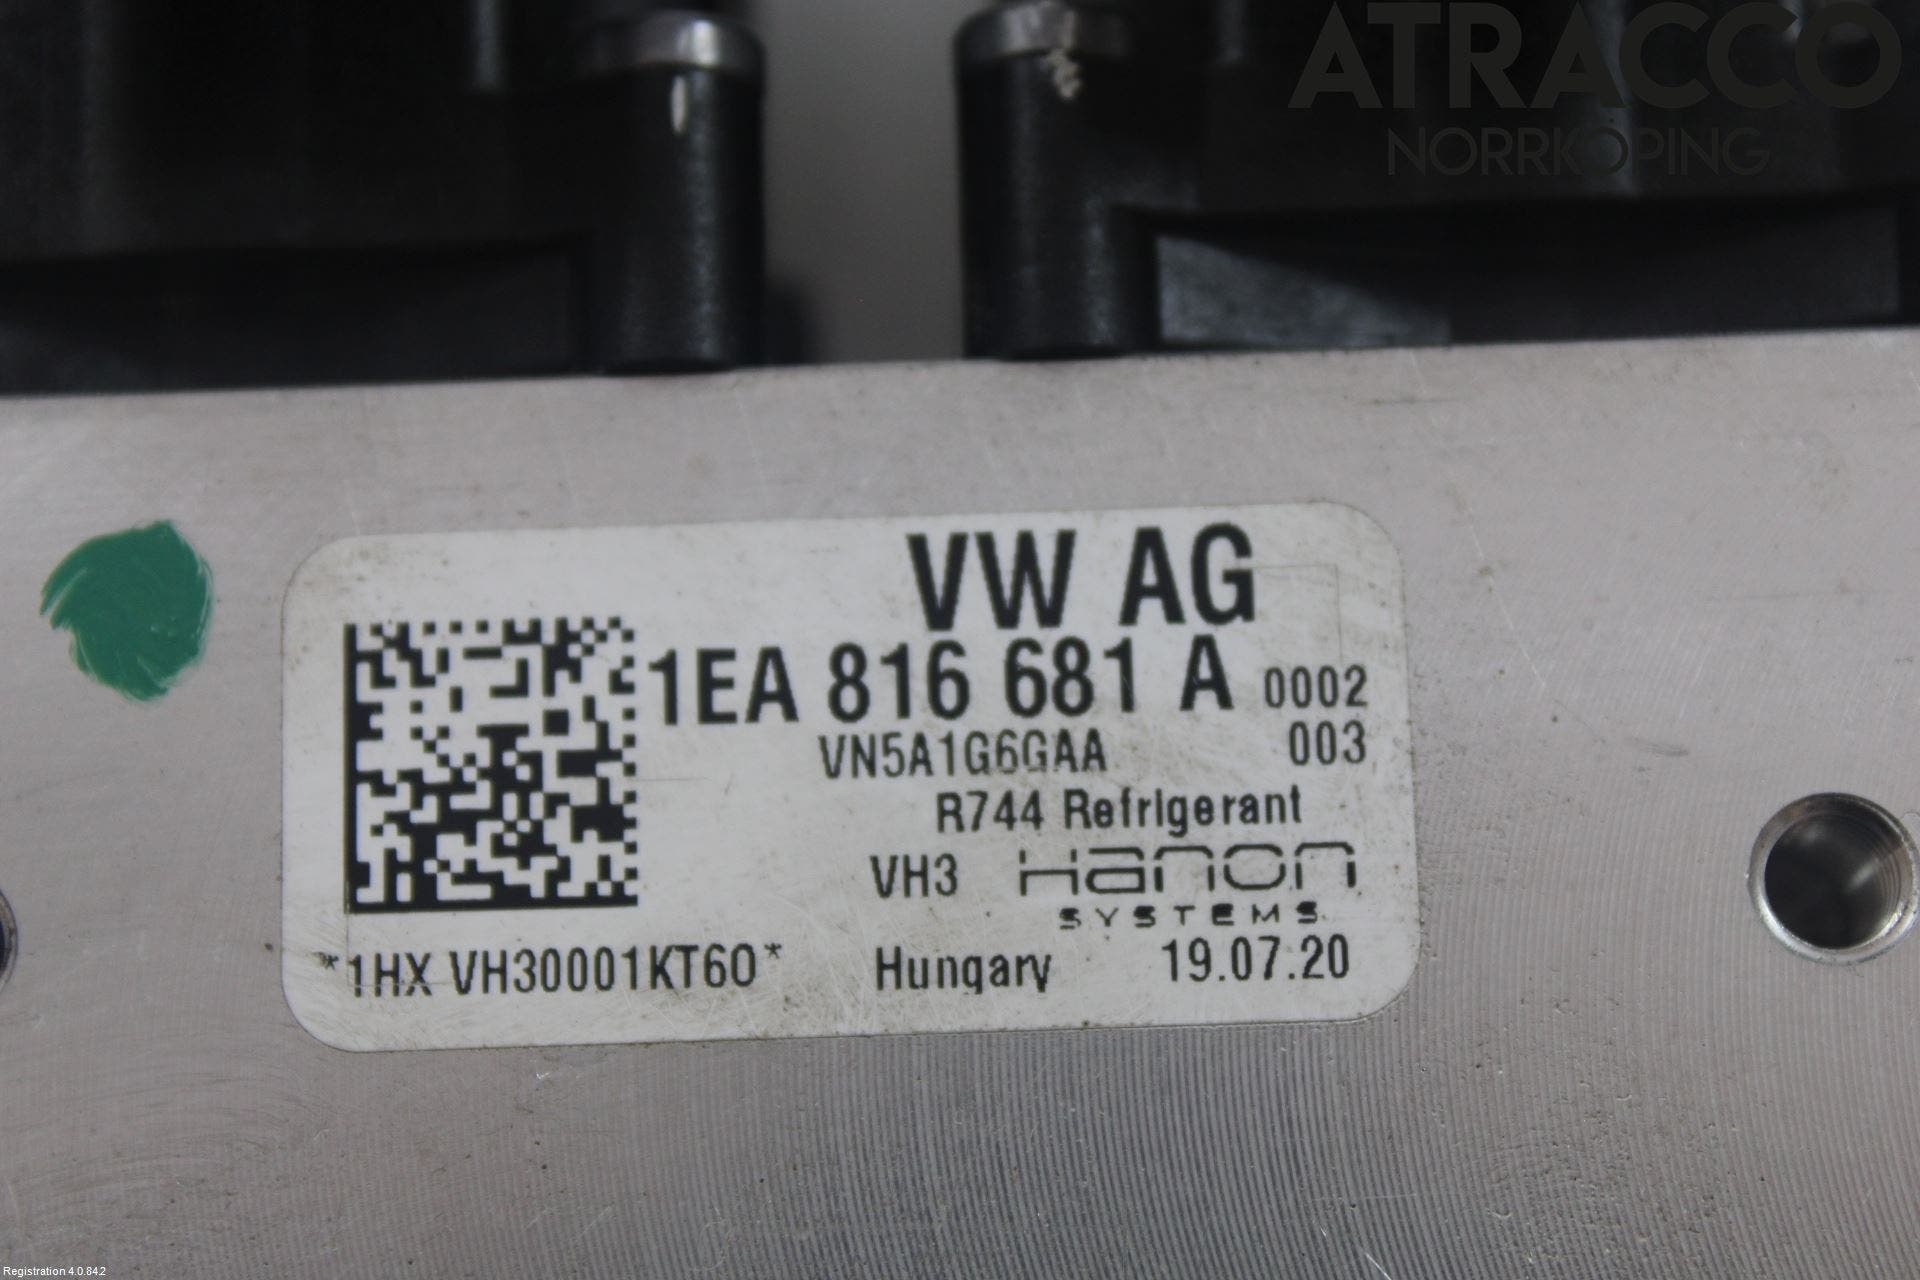 ATRACCO
NORRKÖPING
VW AG
1EA 816 681 A 0002
VN5A1G6GAA 003
R744 Refrigerant
VH3 Hanon
SYSTEMS
*1HX VH30001KT60* Hungary 19.07.20
Registration 4.0.842